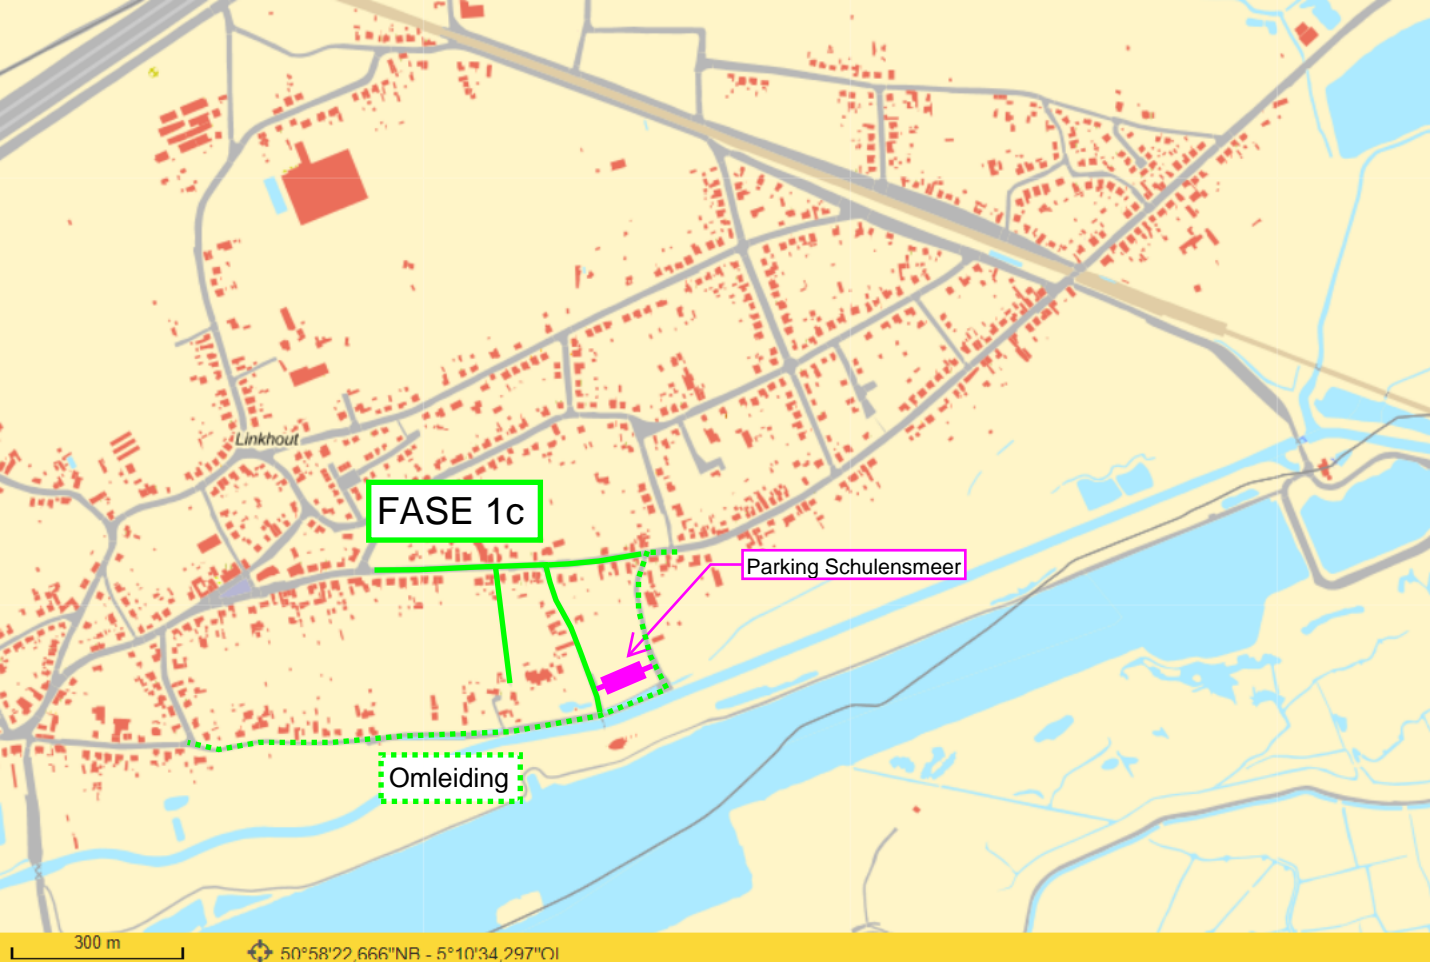 Linkhout
FASE 1c
Parking Schulensmeer
Omleiding
300 m
50°58'22,666"NB - 5°10'34,297"OL